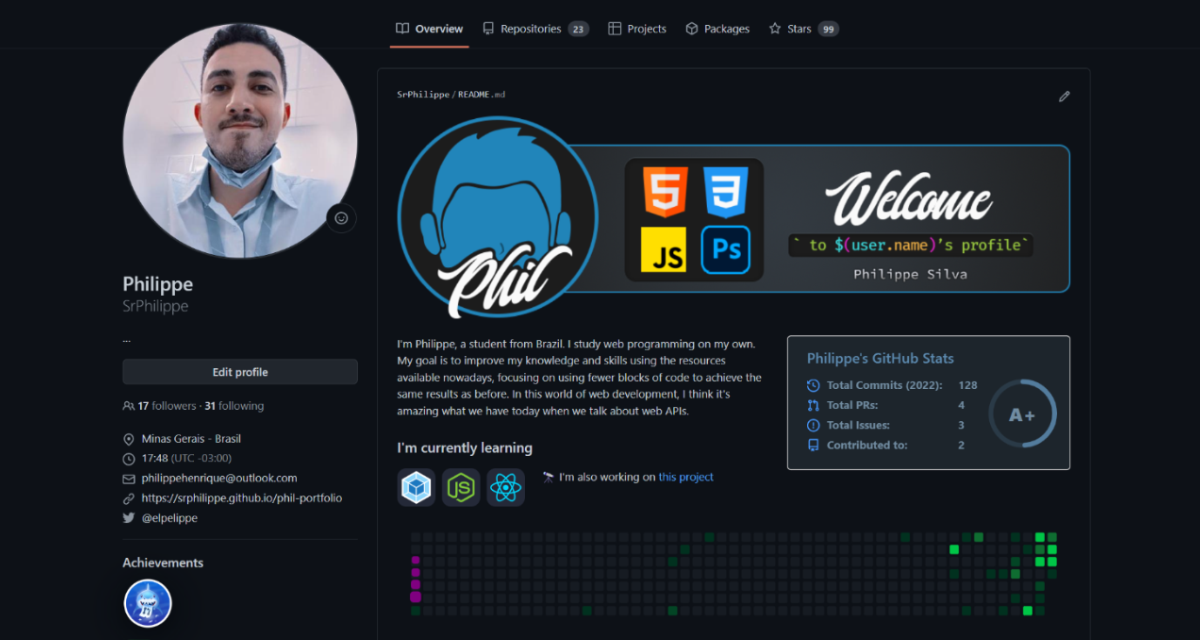 Overview
Repositories 23
Projects
Packages
Stars 99
Philippe
SrPhilippe
...
Edit profile
17 followers · 31 following
Minas Gerais - Brasil
17:48 (UTC -03:00)
philippehenrique@outlook.com
https://srphilippe.github.io/phil-portfolio
@elpelippe
Achievements
SrPhilippe / README.md
Phil
5
3
JS
Ps
Welcome
` to $(user.name)'s profile`
Philippe Silva
I'm Philippe, a student from Brazil. I study web programming on my own.
My goal is to improve my knowledge and skills using the resources
available nowadays, focusing on using fewer blocks of code to achieve the
same results as before. In this world of web development, I think it's
amazing what we have today when we talk about web APIs.
Philippe's GitHub Stats
Total Commits (2022): 128
Total PRs: 4
Total Issues: 3
Contributed to: 2
A+
I'm currently learning
JS
I'm also working on this project